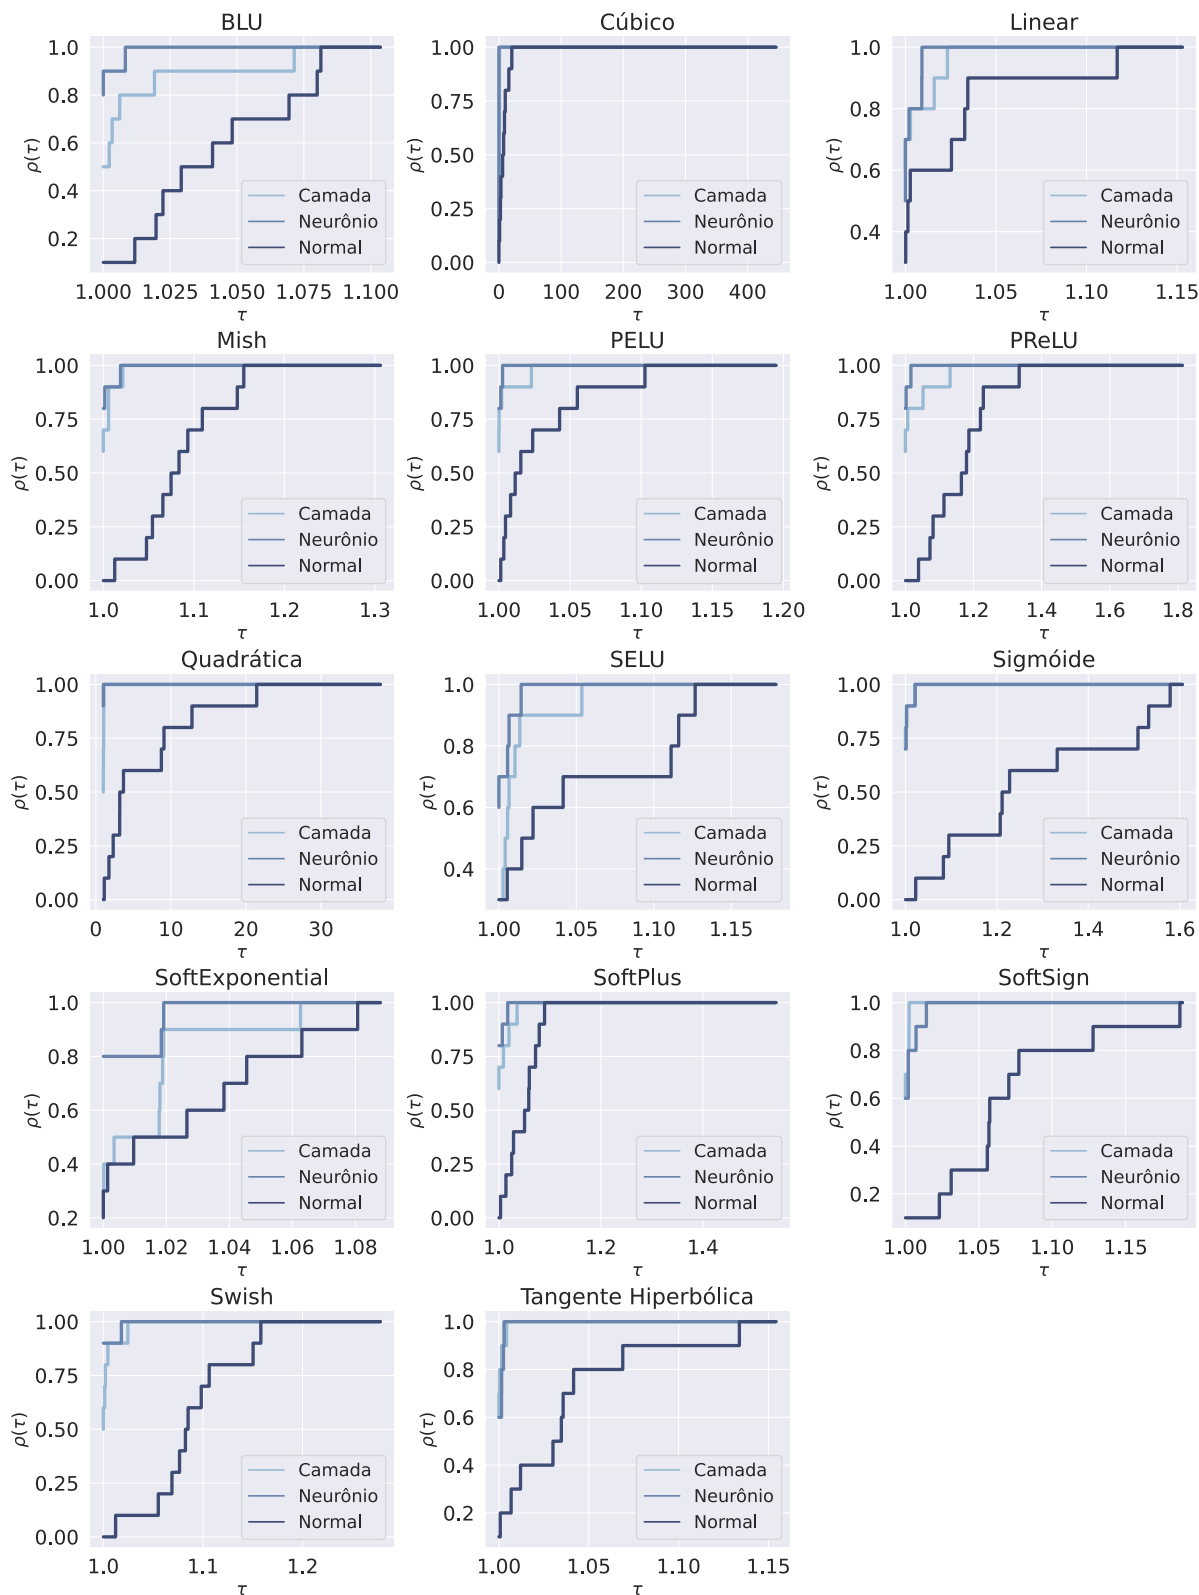 BLU
1.0
0.8
0.6
0.4
0.2
ρ(τ)
Camada
Neurônio
Normal
1.000 1.025 1.050 1.075 1.100
τ
Cúbico
1.00
0.75
0.50
0.25
0.00
ρ(τ)
Camada
Neurônio
Normal
0 100 200 300 400
τ
Linear
1.0
0.8
0.6
0.4
ρ(τ)
Camada
Neurônio
Normal
1.00 1.05 1.10 1.15
τ
Mish
1.00
0.75
0.50
0.25
0.00
ρ(τ)
Camada
Neurônio
Normal
1.0 1.1 1.2 1.3
τ
PELU
1.00
0.75
0.50
0.25
0.00
ρ(τ)
Camada
Neurônio
Normal
1.00 1.05 1.10 1.15 1.20
τ
PReLU
1.00
0.75
0.50
0.25
0.00
ρ(τ)
Camada
Neurônio
Normal
1.0 1.2 1.4 1.6 1.8
τ
Quadrática
1.00
0.75
0.50
0.25
0.00
ρ(τ)
Camada
Neurônio
Normal
0 10 20 30
τ
SELU
1.0
0.8
0.6
0.4
ρ(τ)
Camada
Neurônio
Normal
1.00 1.05 1.10 1.15
τ
Sigmóide
1.00
0.75
0.50
0.25
0.00
ρ(τ)
Camada
Neurônio
Normal
1.0 1.2 1.4 1.6
τ
SoftExponential
1.0
0.8
0.6
0.4
0.2
ρ(τ)
Camada
Neurônio
Normal
1.00 1.02 1.04 1.06 1.08
τ
SoftPlus
1.00
0.75
0.50
0.25
0.00
ρ(τ)
Camada
Neurônio
Normal
1.0 1.2 1.4
τ
SoftSign
1.0
0.8
0.6
0.4
0.2
ρ(τ)
Camada
Neurônio
Normal
1.00 1.05 1.10 1.15
τ
Swish
1.00
0.75
0.50
0.25
0.00
ρ(τ)
Camada
Neurônio
Normal
1.0 1.1 1.2
τ
Tangente Hiperbólica
1.0
0.8
0.6
0.4
0.2
ρ(τ)
Camada
Neurônio
Normal
1.00 1.05 1.10 1.15
τ